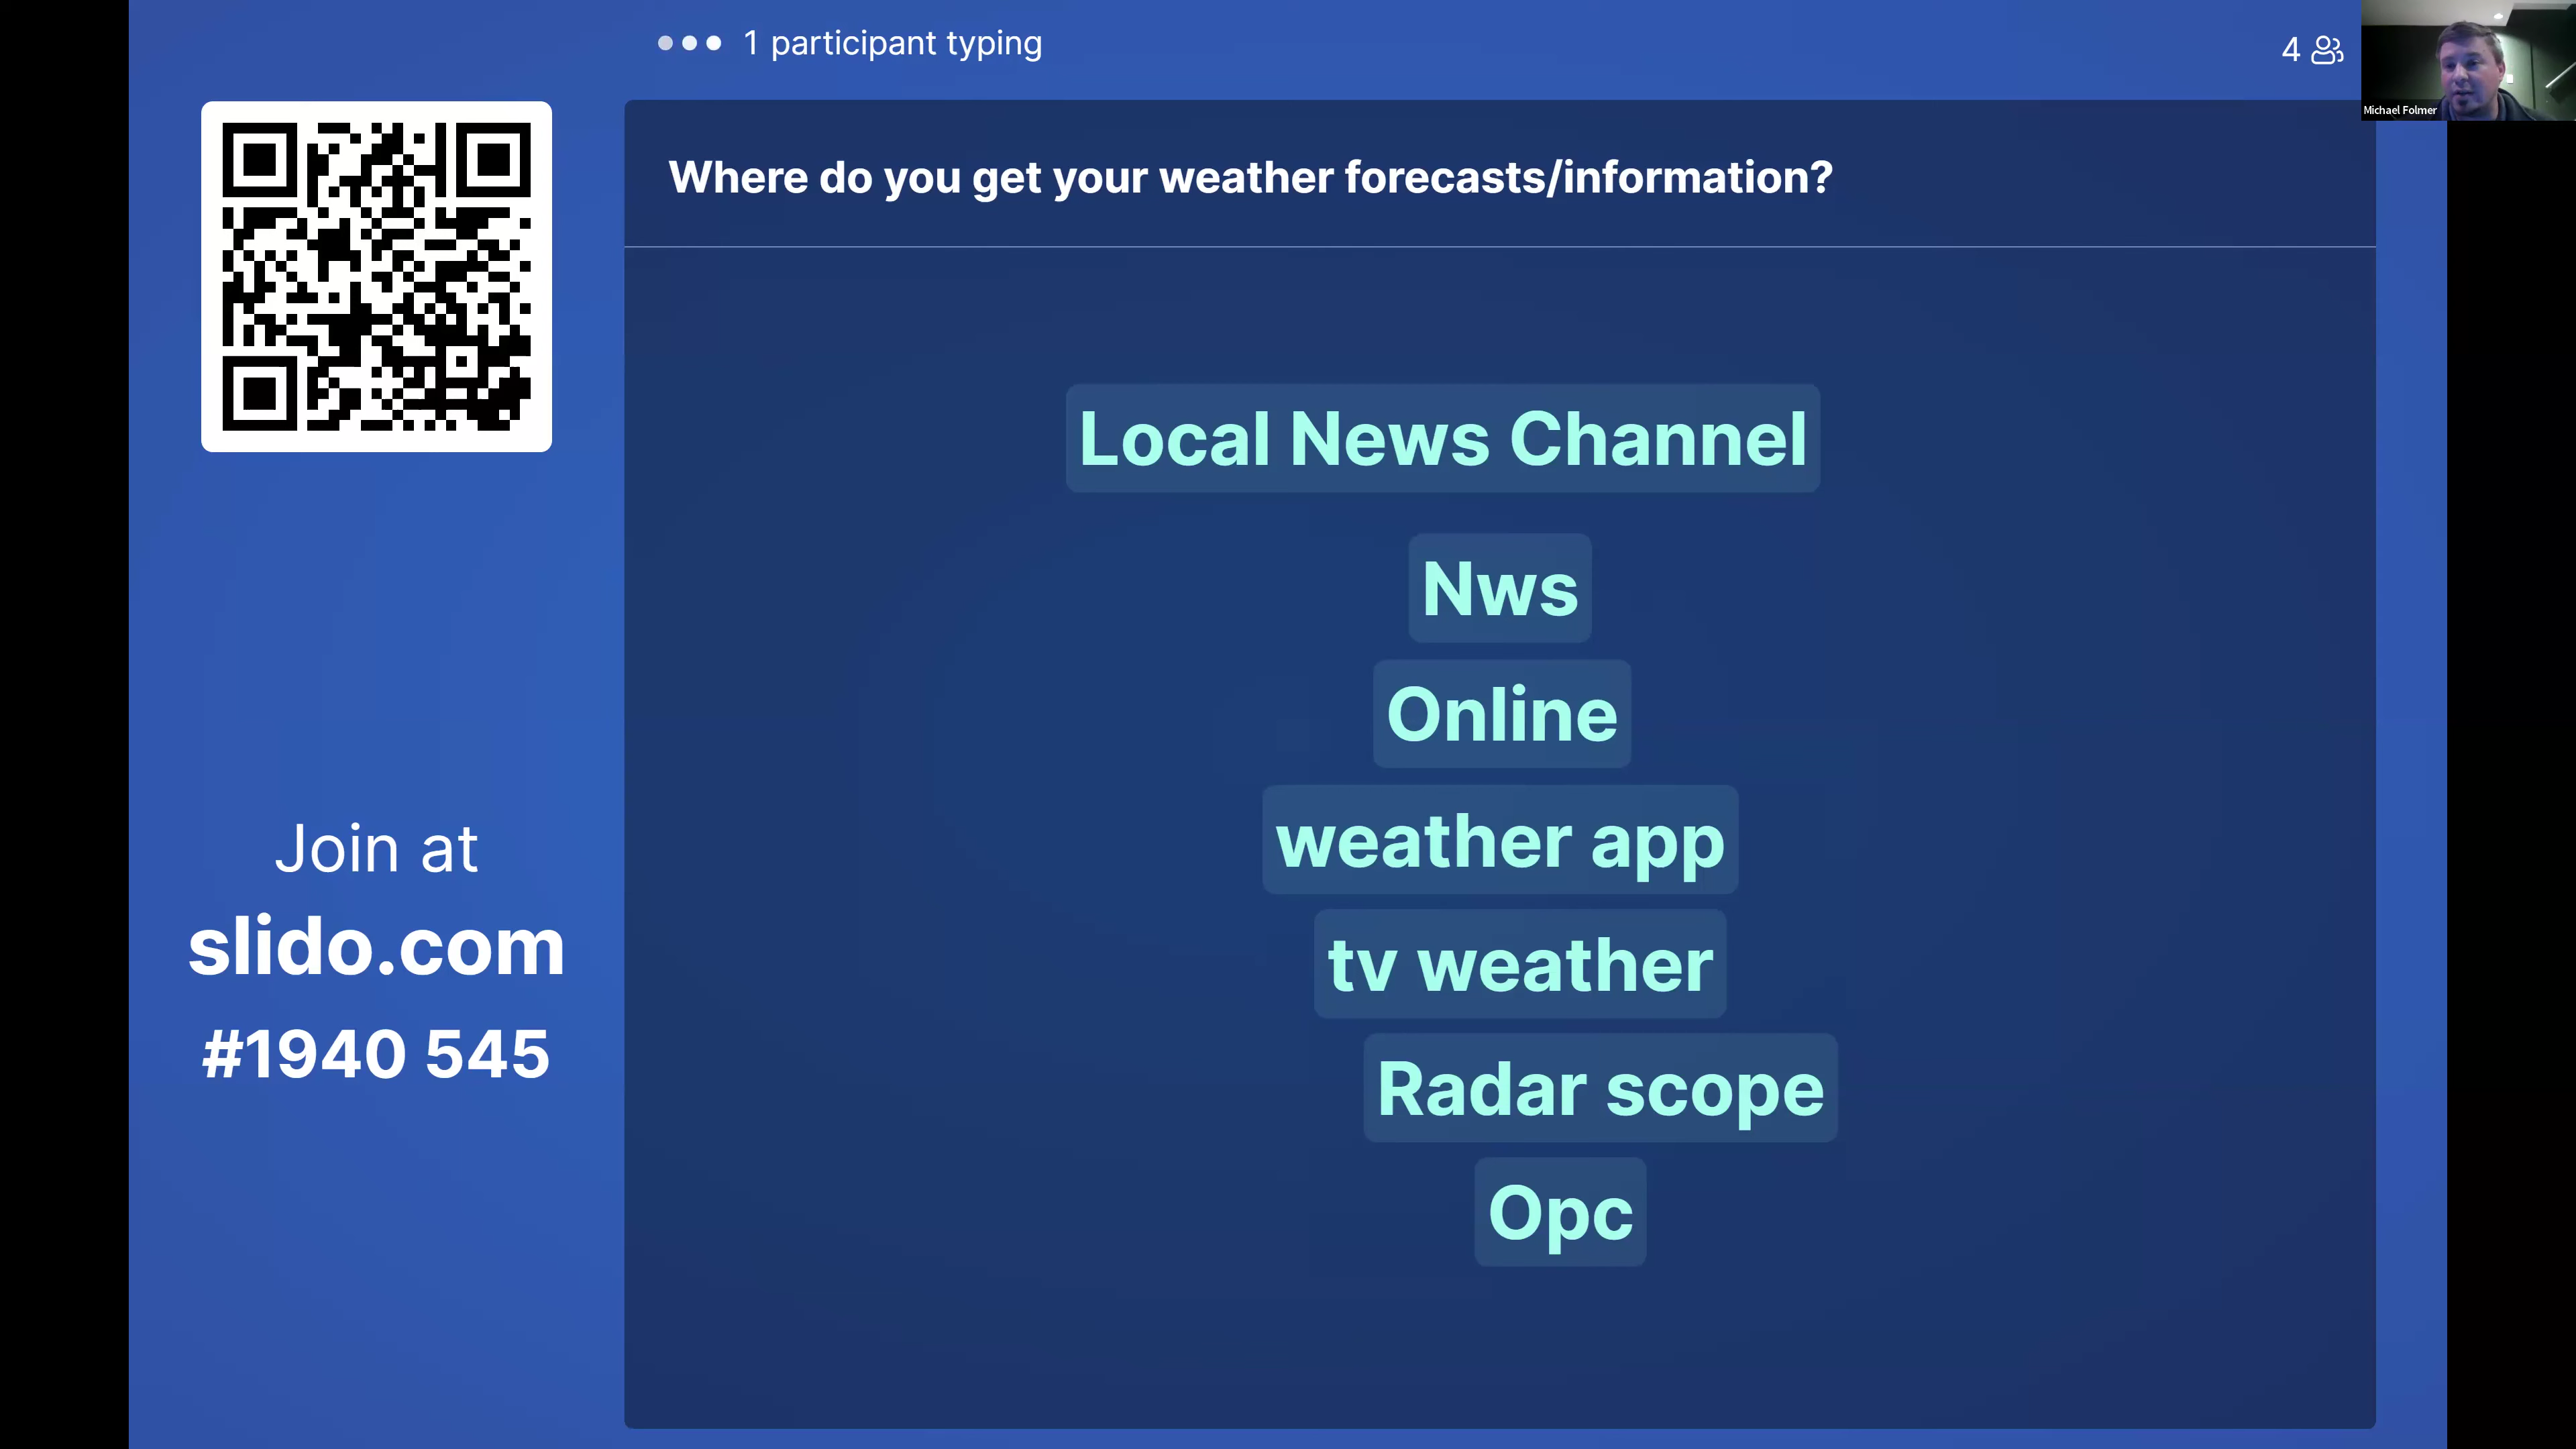 1 participant typing
4
Michael Folmer
Where do you get your weather forecasts/information?
Local News Channel
Nws
Online
weather app
tv weather
Radar scope
Opc
Join at
slido.com
#1940 545